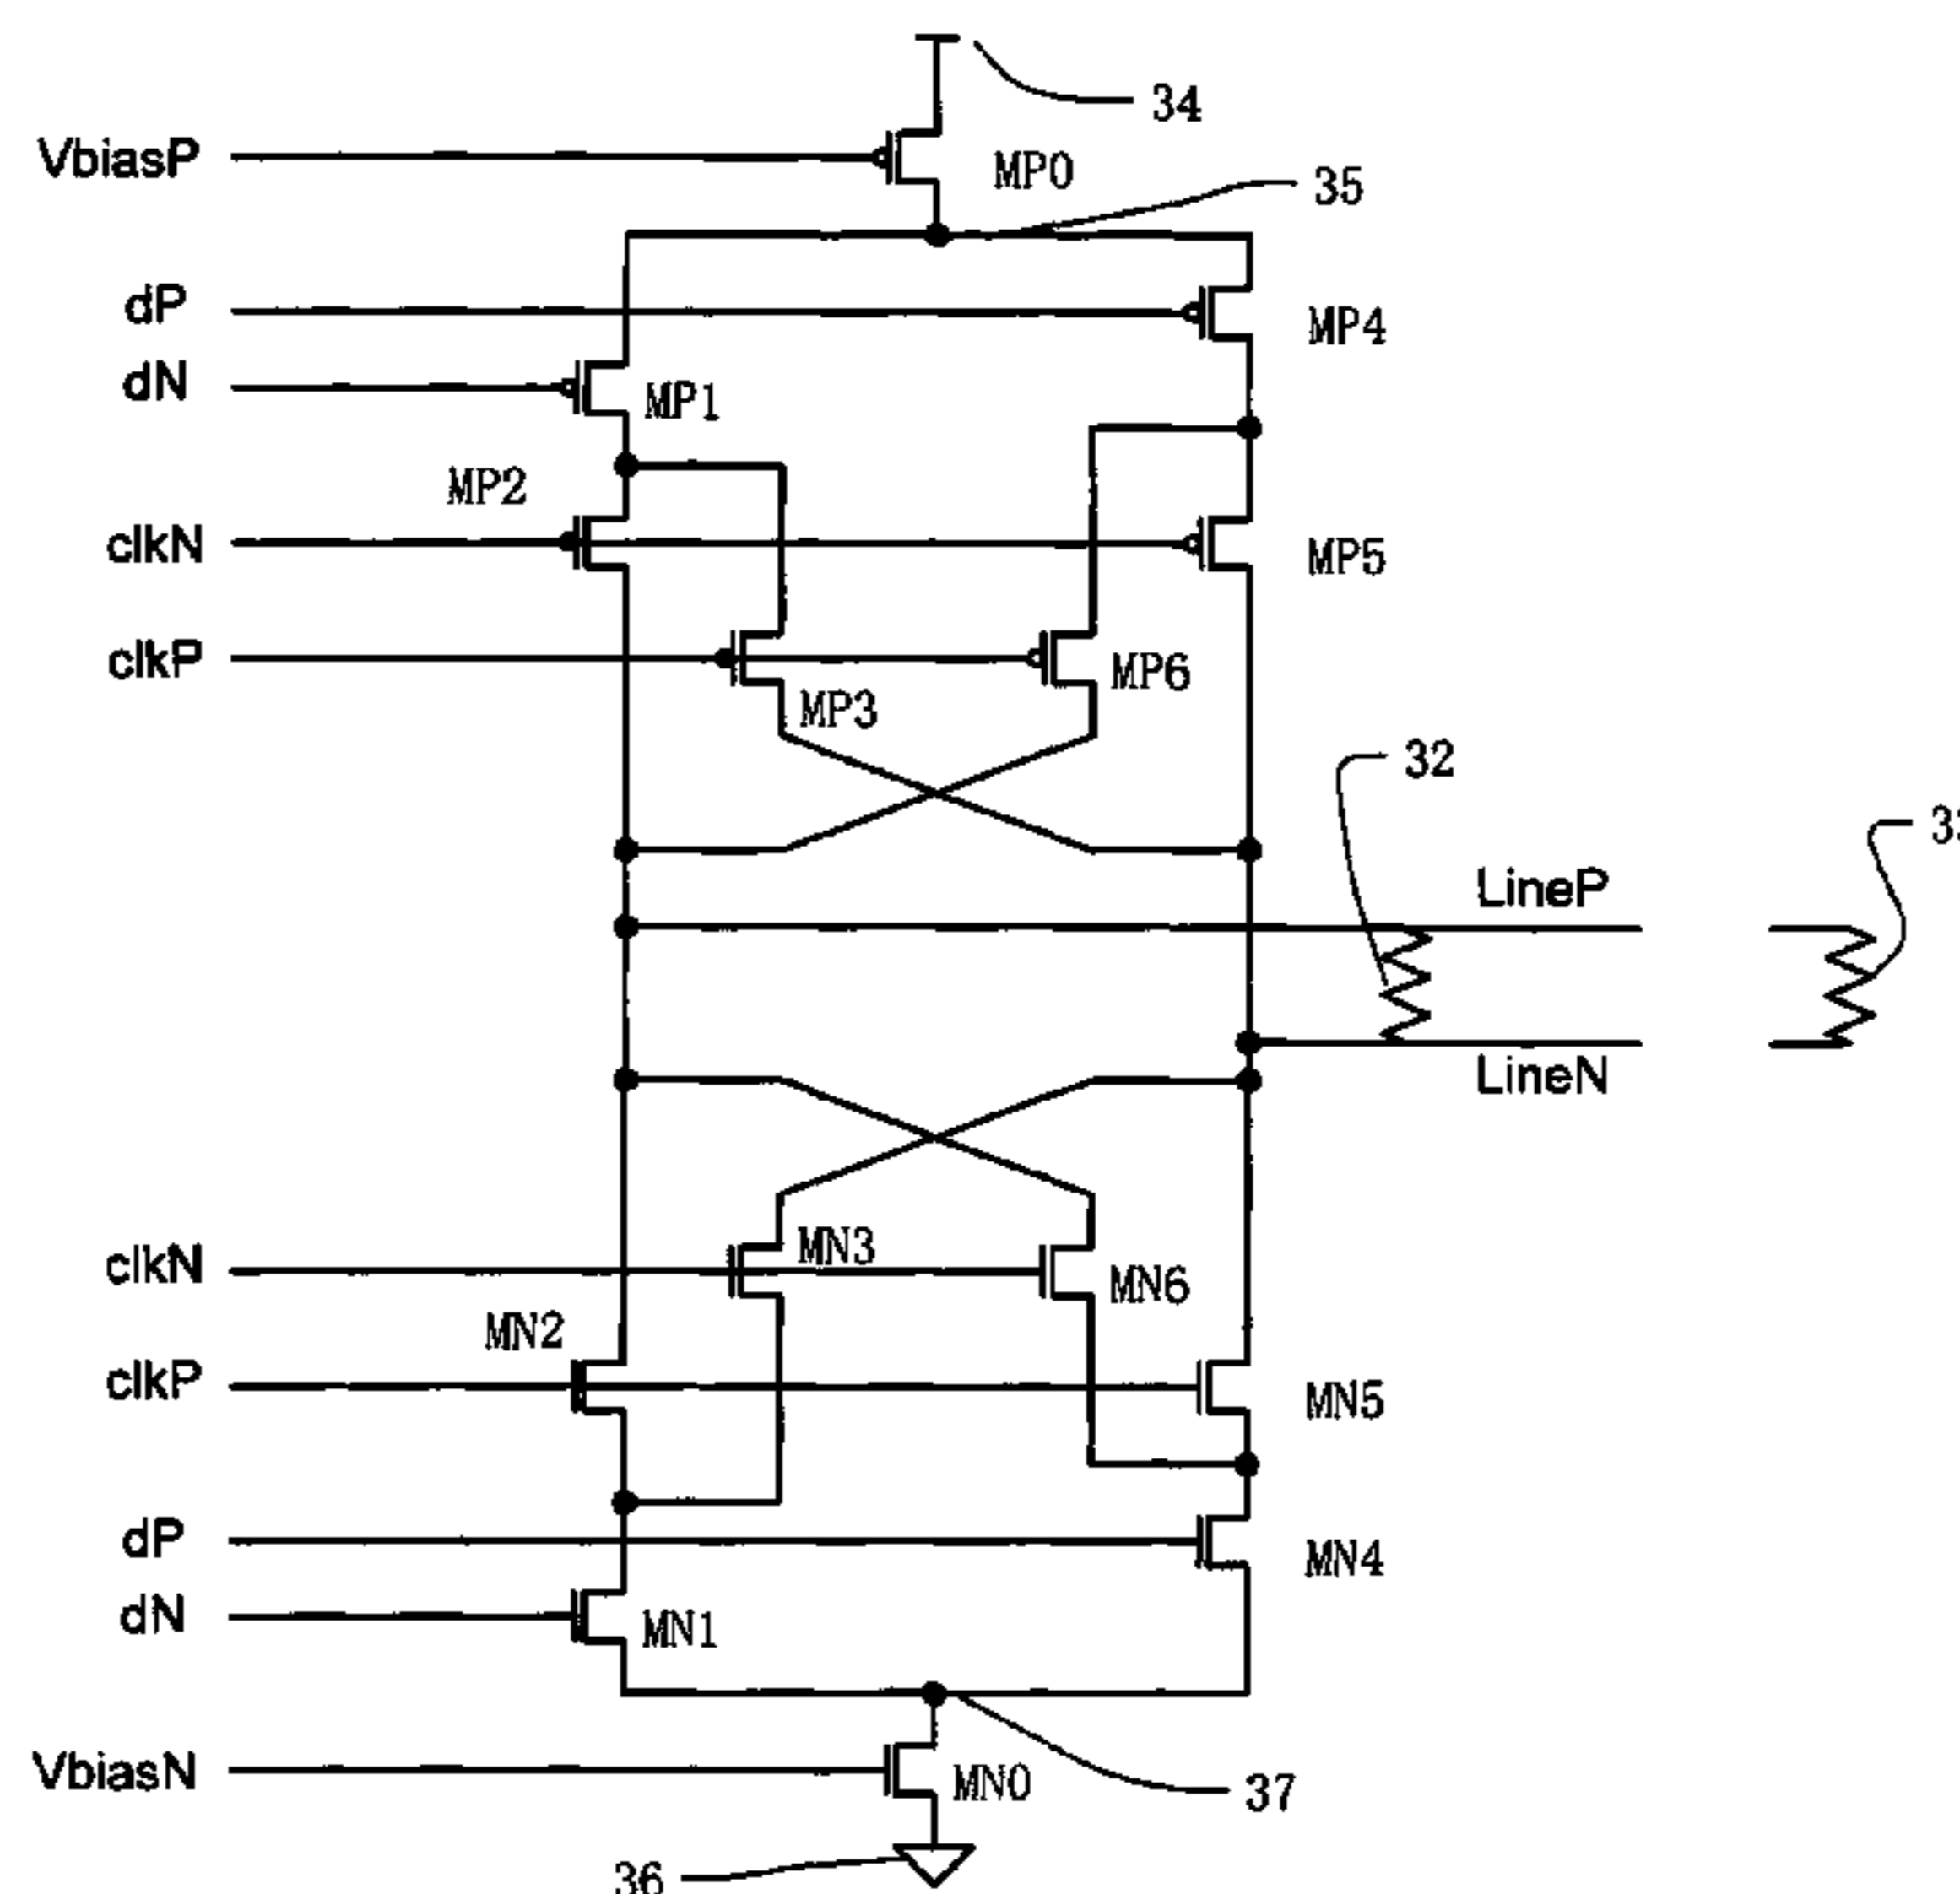 34
VbiasP
MP0
35
dP
MP4
dN
MP1
MP2
clkN
MP5
clkP
MP6
MP3
32
LineP
LineN
clkN
MN3
MN6
MN2
clkP
MN5
dP
MN4
dN
MN1
VbiasN
MN0
37
36